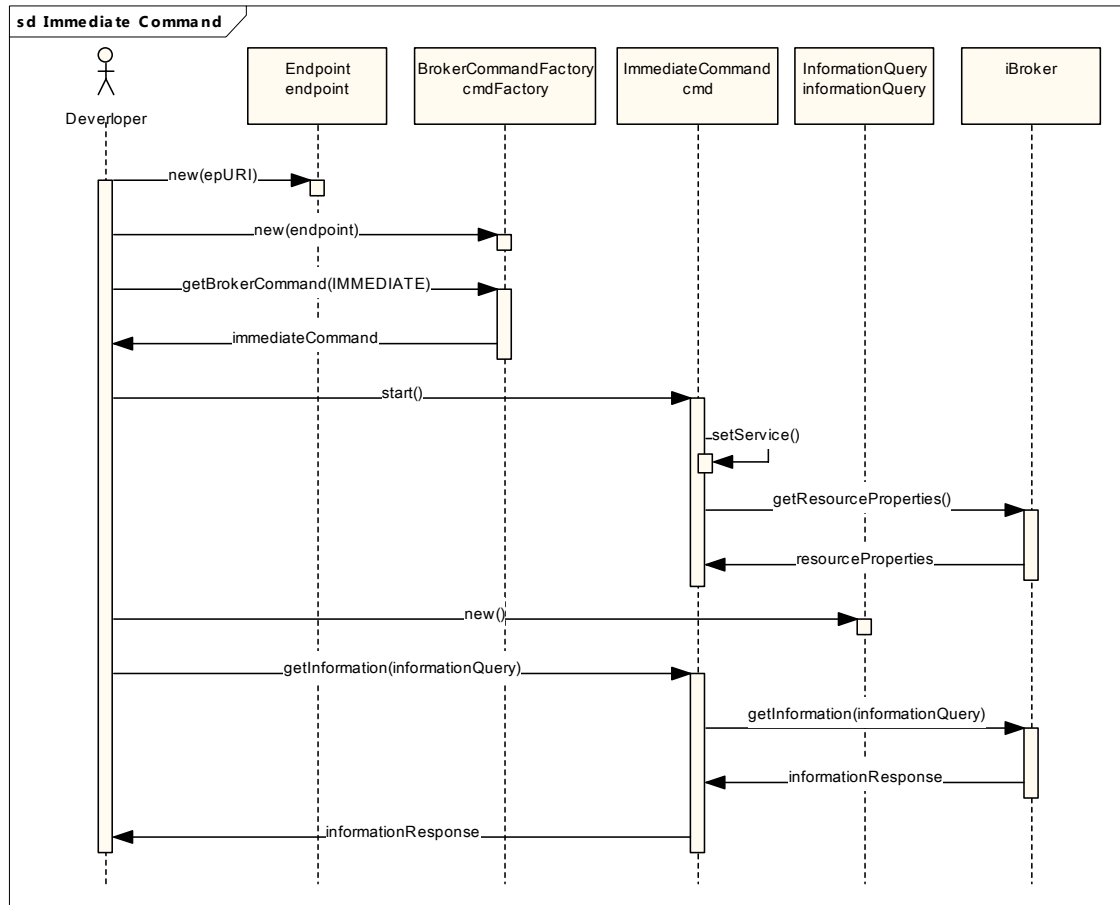 sd Immediate Command
Deverloper
Endpoint
endpoint
BrokerCommandFactory
cmdFactory
ImmediateCommand
cmd
InformationQuery
informationQuery
iBroker
new(epURI)
new(endpoint)
getBrokerCommand(IMMEDIATE)
immediateCommand
start()
setService()
getResourceProperties()
resourceProperties
new()
getInformation(informationQuery)
getInformation(informationQuery)
informationResponse
informationResponse